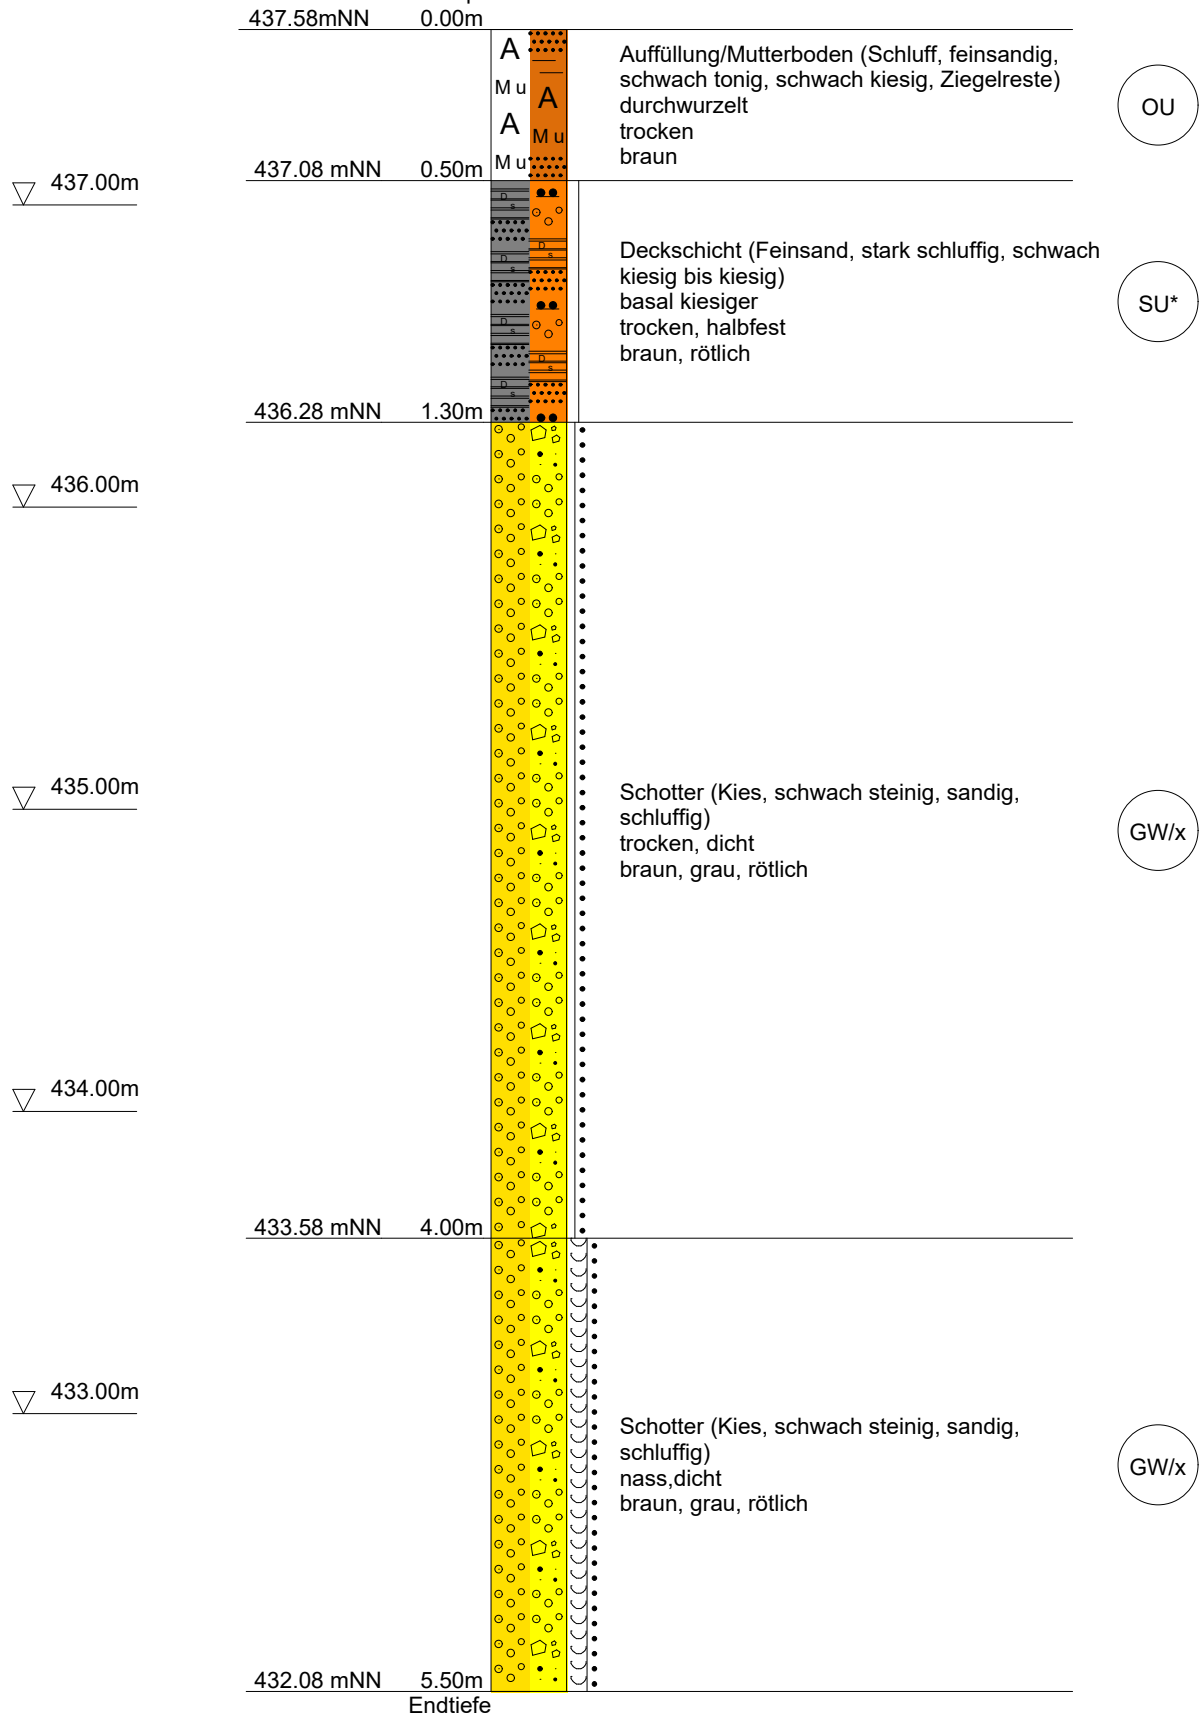 437.58mNN 0.00m
A
Mu
A
Mu
A
Mu
Auffüllung/Mutterboden (Schluff, feinsandig,
schwach tonig, schwach kiesig, Ziegelreste)
durchwurzelt
trocken
braun
OU
437.08 mNN 0.50m
437.00m
D s
D s
D s
D s
D s
D s
Deckschicht (Feinsand, stark schluffig, schwach
kiesig bis kiesig)
basal kiesiger
trocken, halbfest
braun, rötlich
SU*
436.28 mNN 1.30m
436.00m
435.00m
Schotter (Kies, schwach steinig, sandig,
schluffig)
trocken, dicht
braun, grau, rötlich
GW/x
434.00m
433.58 mNN 4.00m
433.00m
Schotter (Kies, schwach steinig, sandig,
schluffig)
nass,dicht
braun, grau, rötlich
GW/x
432.08 mNN 5.50m
Endtiefe